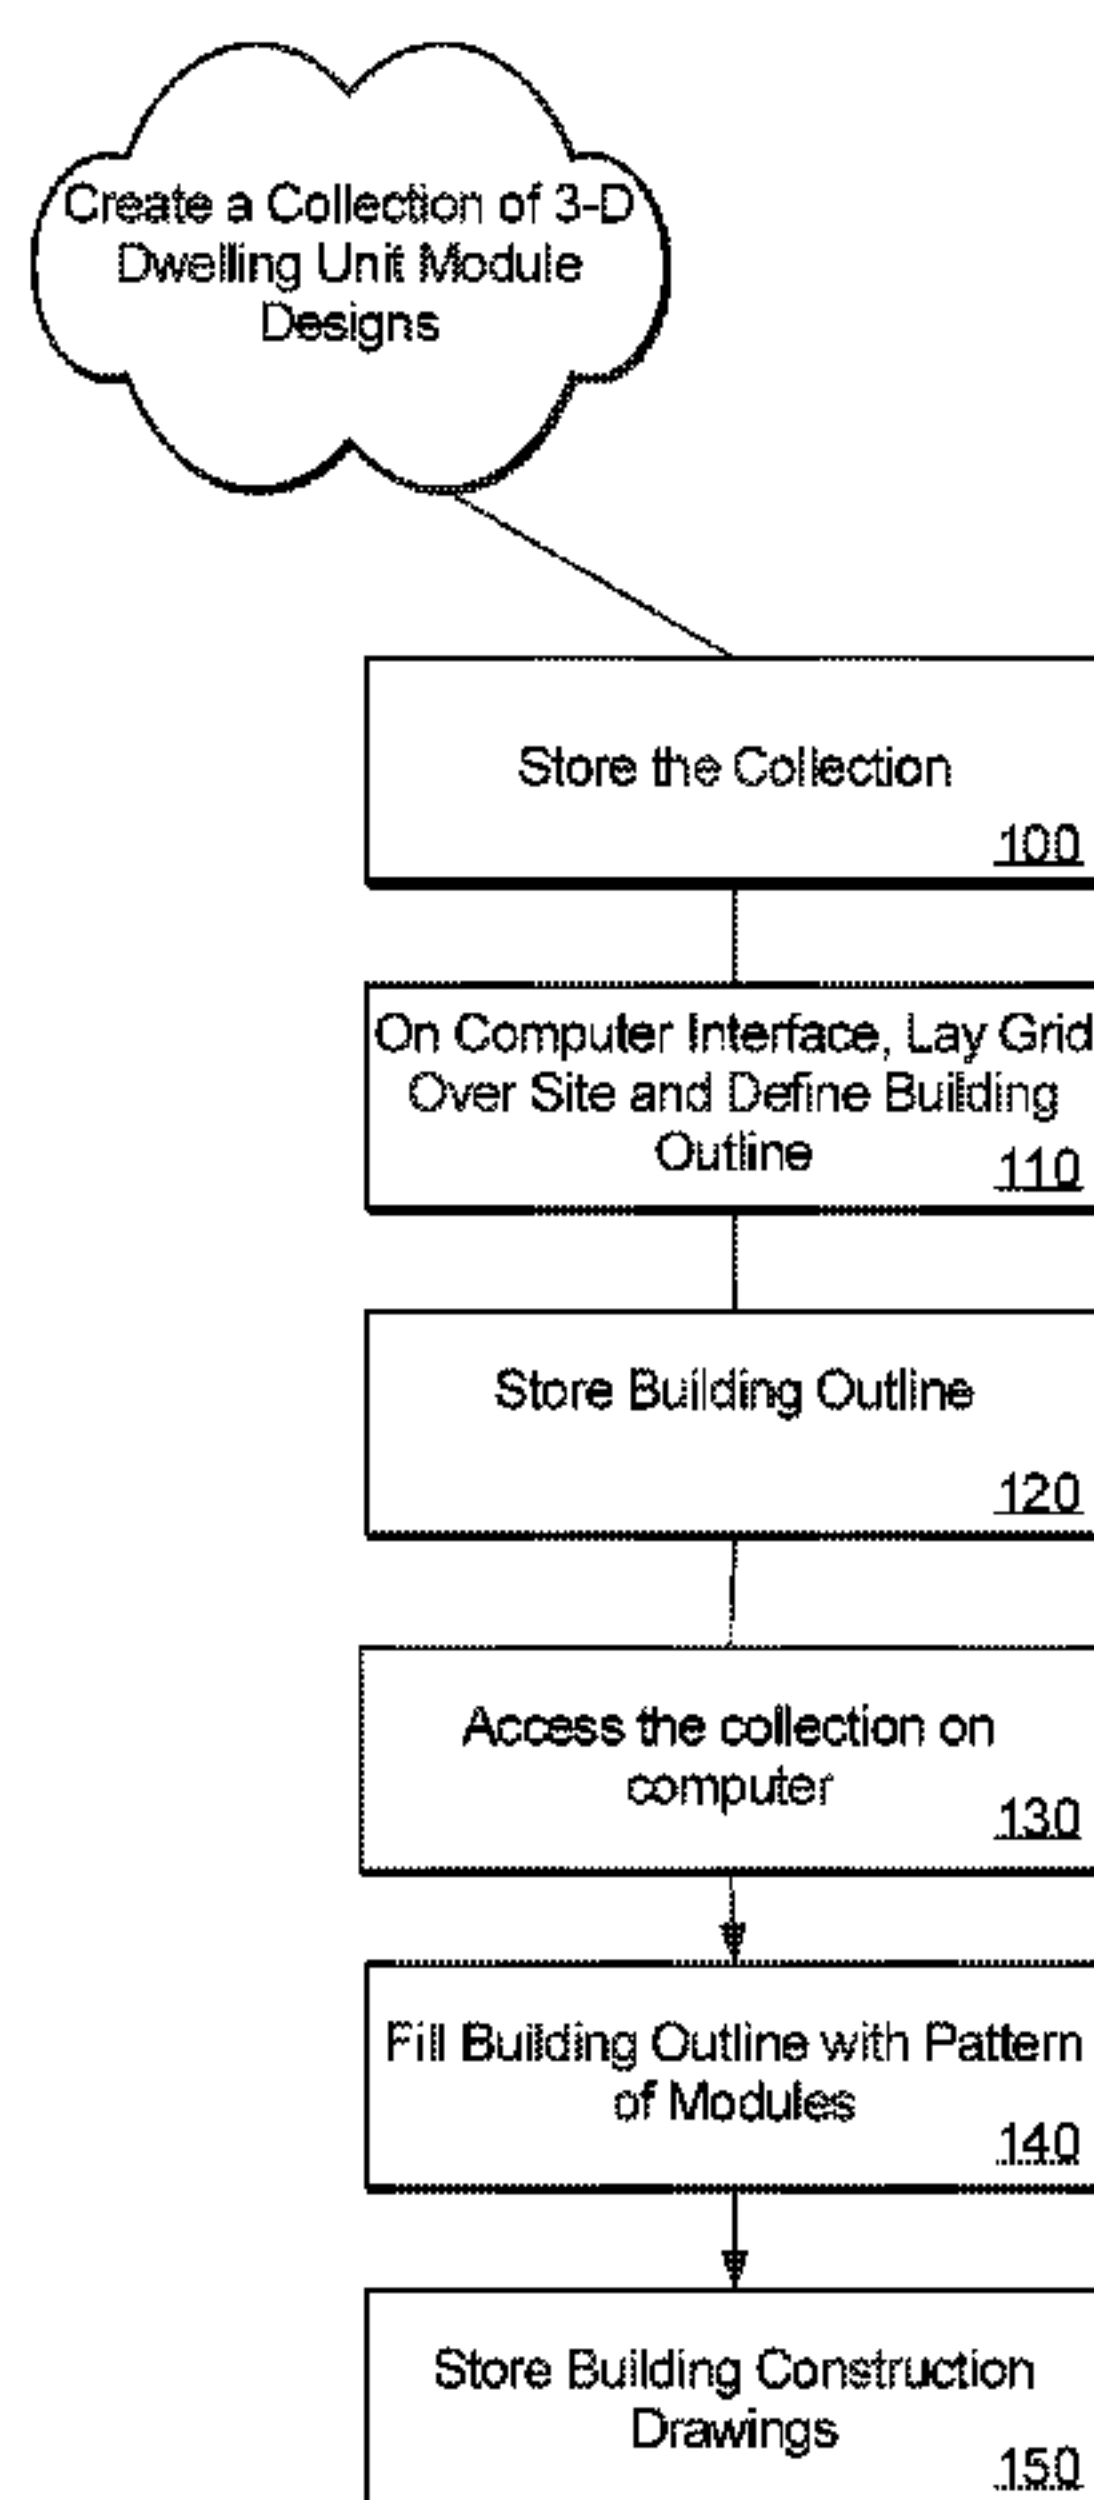 Create a Collection of 3-D
Dwelling Unit Module
Designs
Store the Collection
100
On Computer Interface, Lay Grid
Over Site and Define Building
Outline
110
Store Building Outline
120
Access the collection on
computer
130
Fill Building Outline with Pattern
of Modules
140
Store Building Construction
Drawings
150